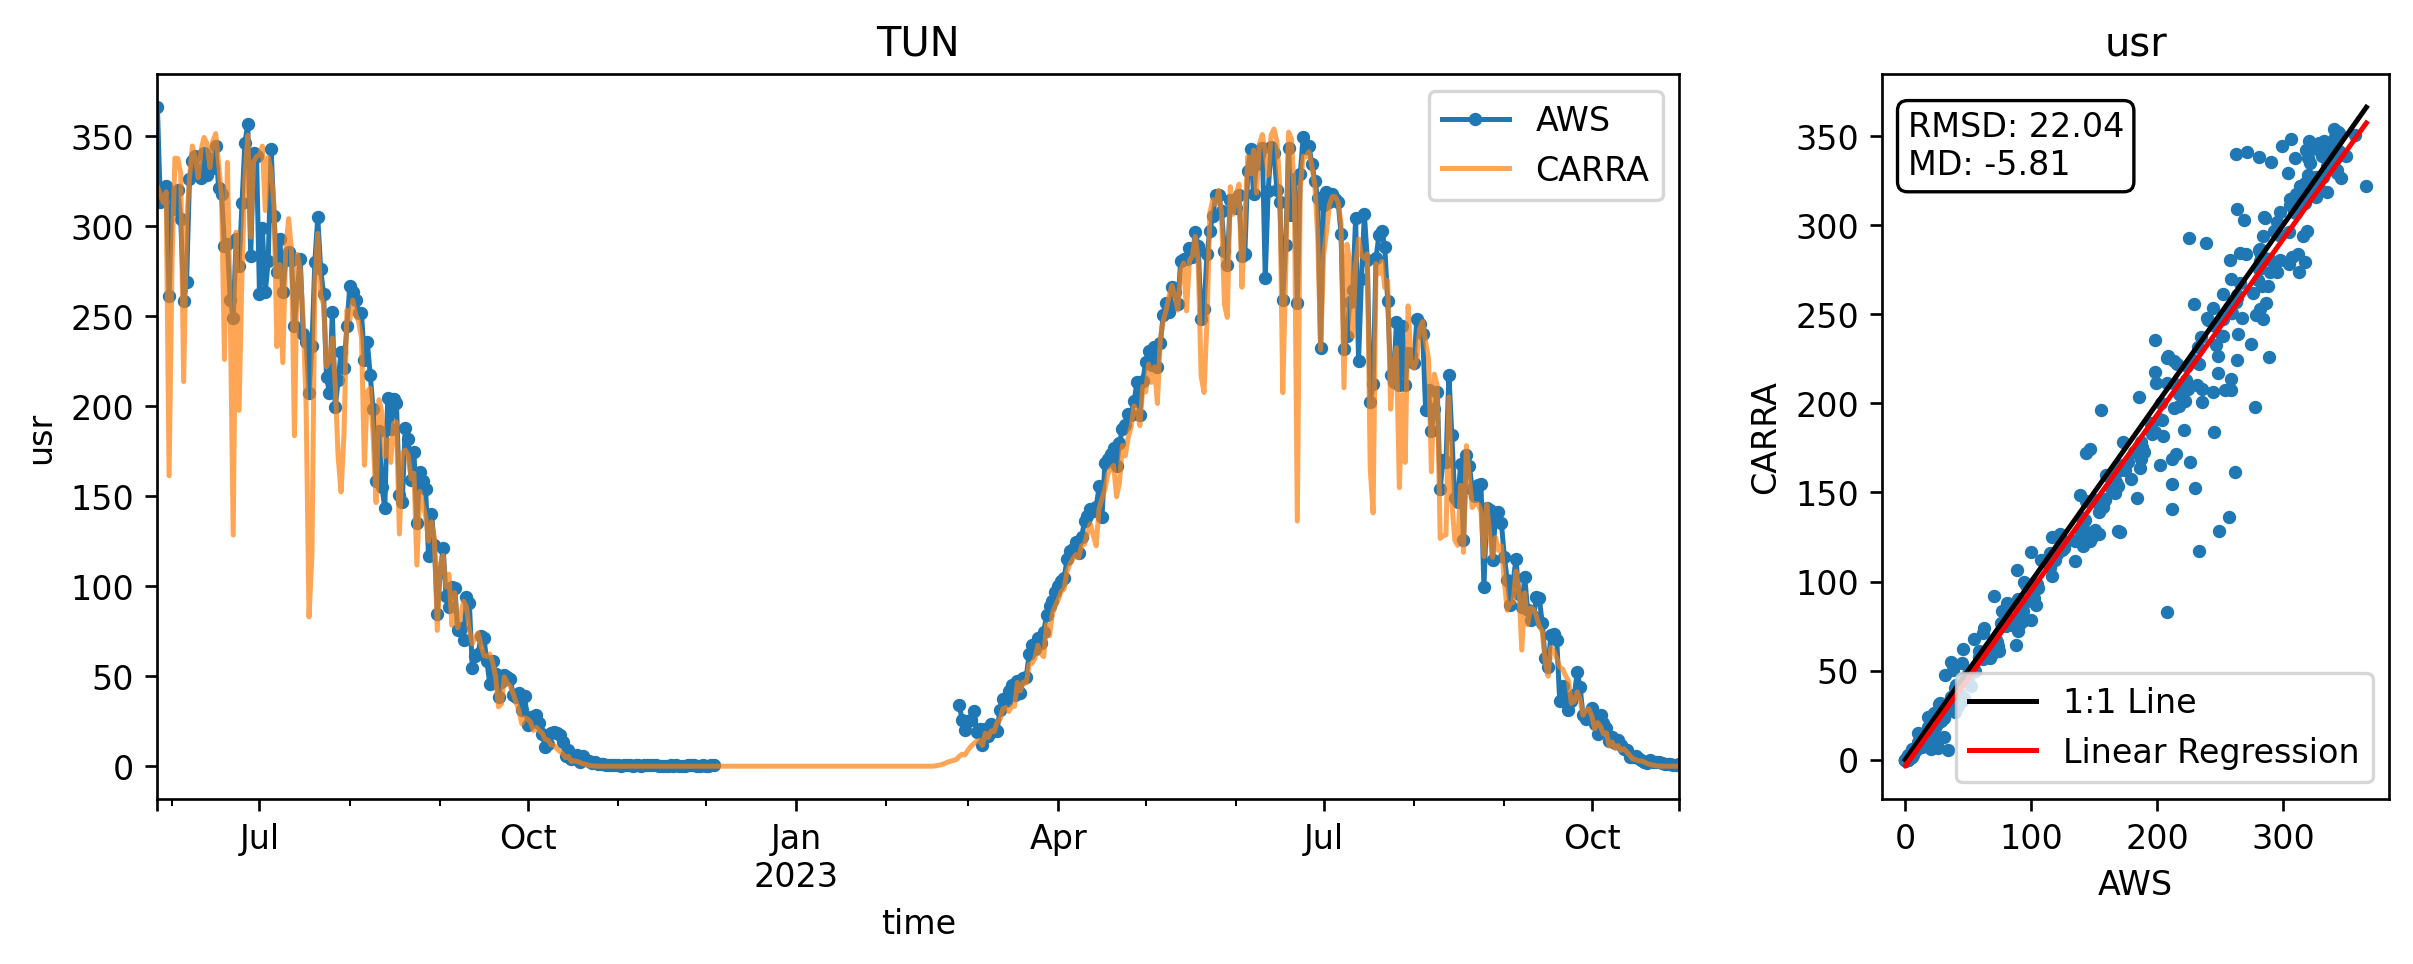 TUN
usr
350
300
250
200
150
100
50
0
AWS
CARRA
Jul
Oct
Jan
2023
Apr
Jul
Oct
time
usr
CARRA
350
300
250
200
150
100
50
0
RMSD: 22.04
MD: -5.81
1:1 Line
Linear Regression
0
100
200
300
AWS